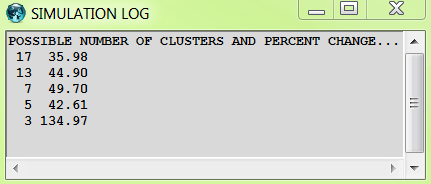 SIMULATION LOG
POSSIBLE NUMBER OF CLUSTERS AND PERCENT CHANGE...
17 35.98
13 44.90
7 49.70
5 42.61
3 134.97